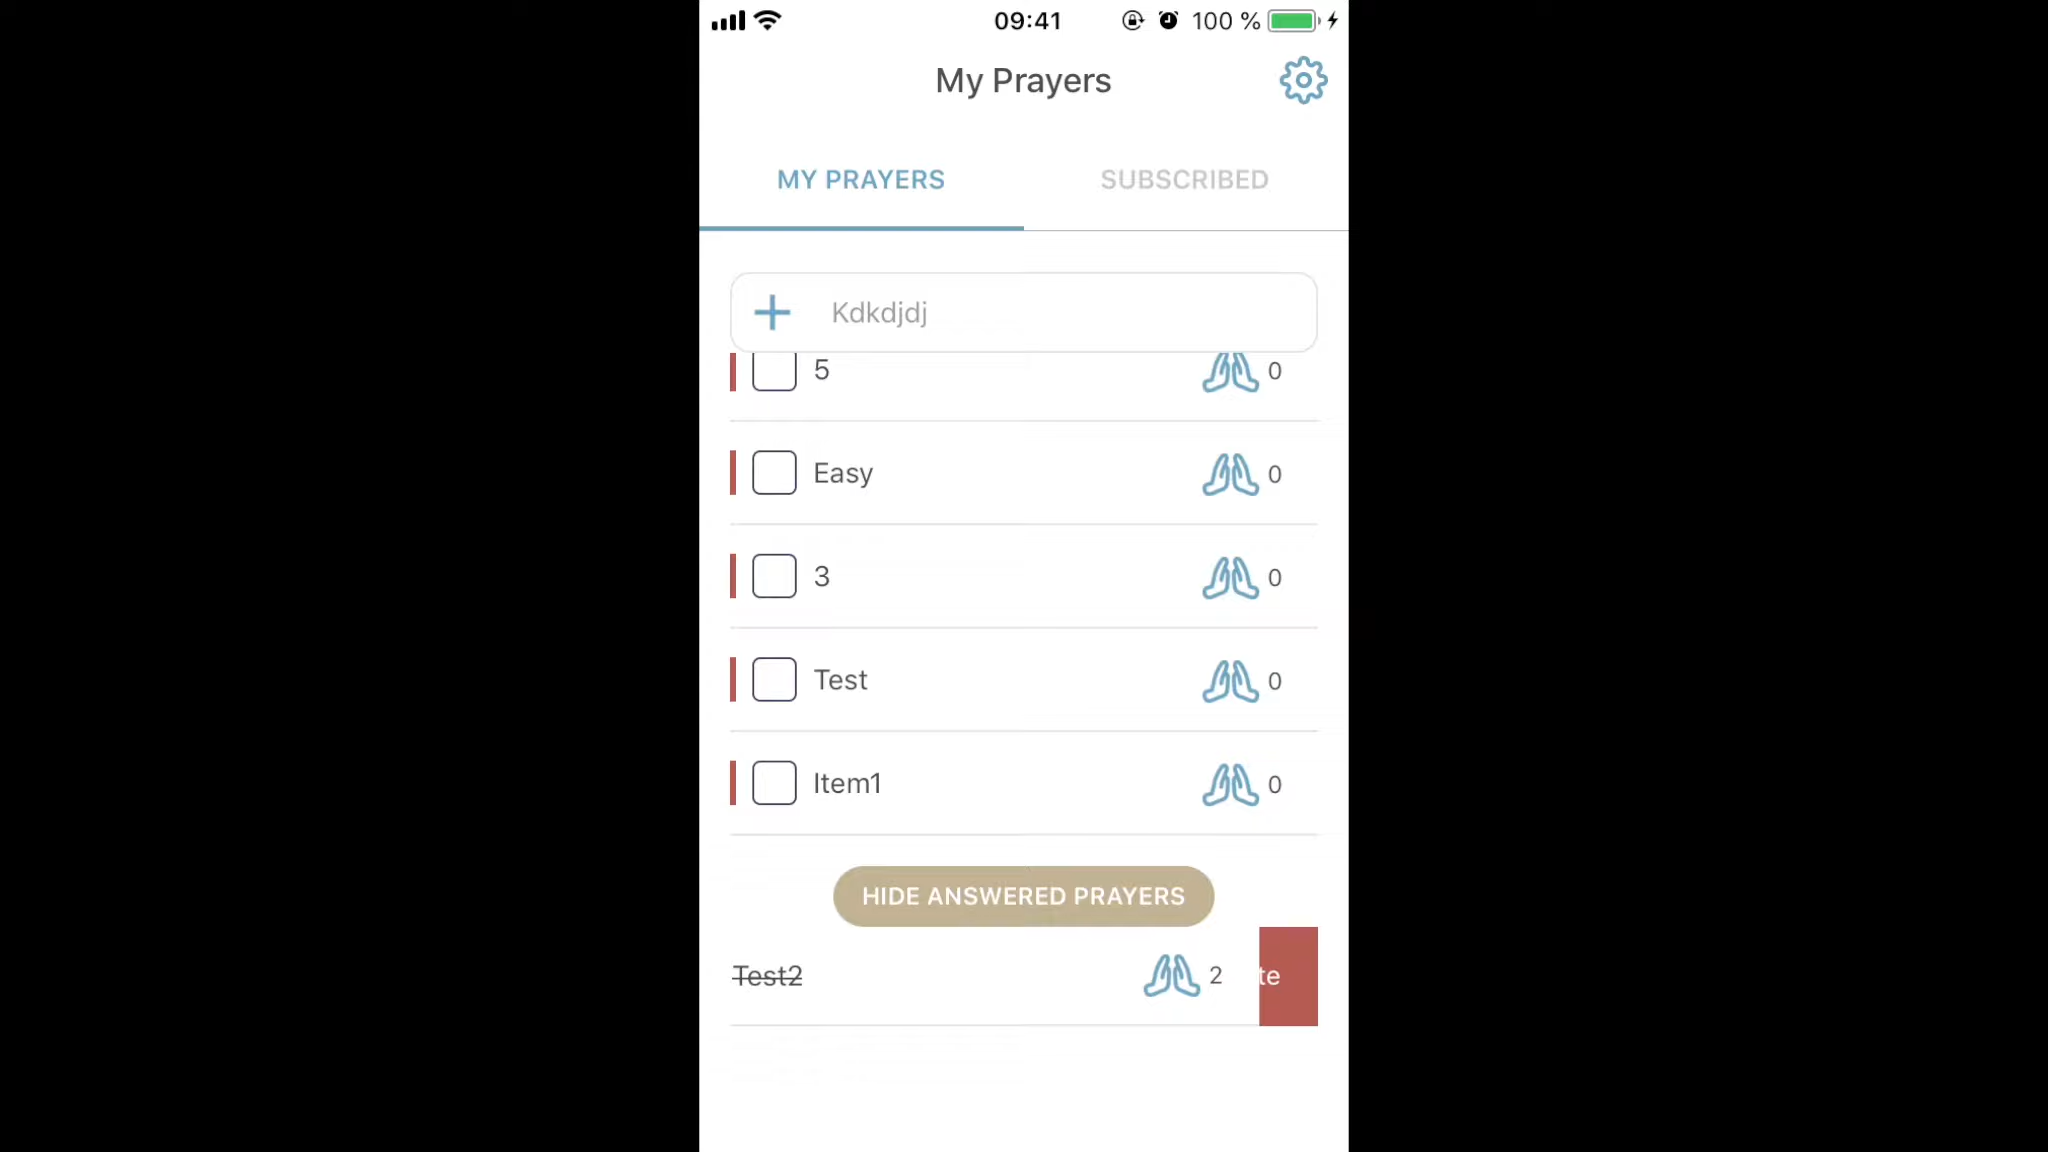 09:41 100 %
My Prayers
MY PRAYERS SUBSCRIBED
Kdkdjdj
5 0
Easy 0
3 0
Test 0
Item1 0
HIDE ANSWERED PRAYERS
Test2 2 te